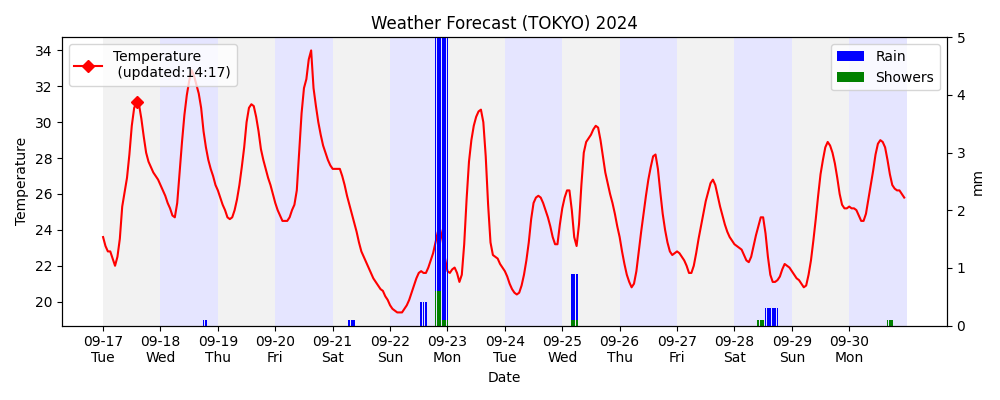 Weather Forecast (TOKYO) 2024
Temperature
(updated:14:17)
Rain
Showers
Temperature
34
32
30
28
26
24
22
20
5
4
3
2
1
0
mm
09-17 09-18 09-19 09-20 09-21 09-22 09-23 09-24 09-25 09-26 09-27 09-28 09-29 09-30
Tue Wed Thu Fri Sat Sun Mon Tue Wed Thu Fri Sat Sun Mon
Date